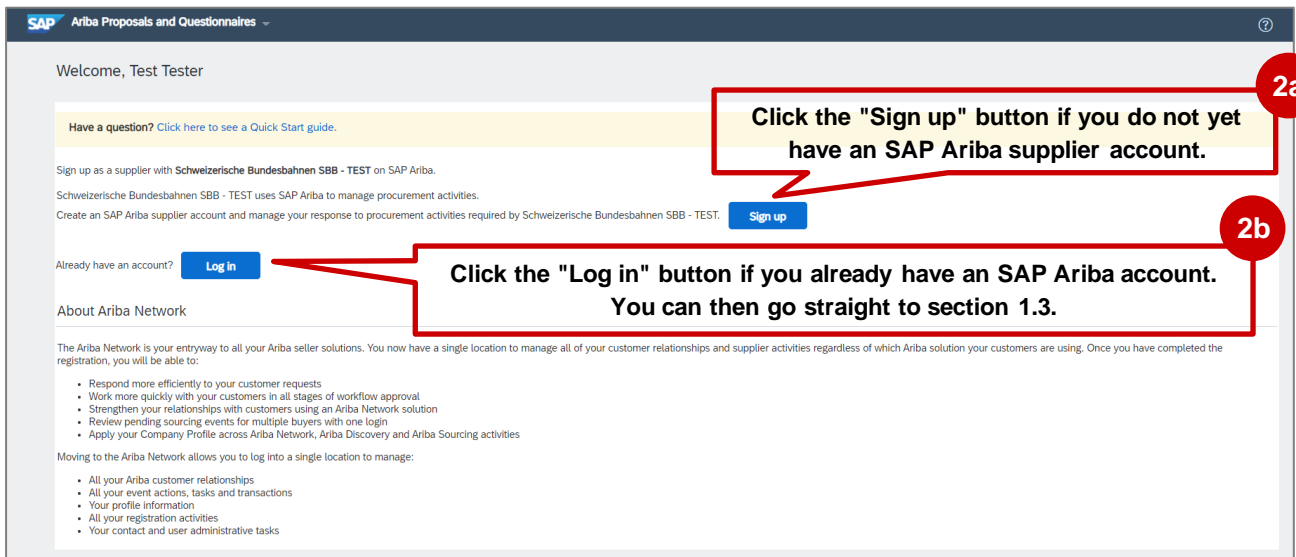 SAP Ariba Proposals and Questionnaires
Welcome, Test Tester
2a
Click the "Sign up" button if you do not yet
have an SAP Ariba supplier account.
Have a question? Click here to see a Quick Start guide.
Sign up as a supplier with Schweizerische Bundesbahnen SBB - TEST on SAP Ariba.
Schweizerische Bundesbahnen SBB - TEST uses SAP Ariba to manage procurement activities.
Create an SAP Ariba supplier account and manage your response to procurement activities required by Schweizerische Bundesbahnen SBB - TEST. Sign up
2b
Already have an account? Log in
Click the "Log in" button if you already have an SAP Ariba account.
You can then go straight to section 1.3.
About Ariba Network
The Ariba Network is your entryway to all your Ariba seller solutions. You now have a single location to manage all of your customer relationships and supplier activities regardless of which Ariba solution your customers are using. Once you have completed the
registration, you will be able to:
• Respond more efficiently to your customer requests
• Work more quickly with your customers in all stages of workflow approval
• Strengthen your relationships with customers using an Ariba Network solution
• Review pending sourcing events for multiple buyers with one login
• Apply your Company Profile across Ariba Network, Ariba Discovery and Ariba Sourcing activities
Moving to the Ariba Network allows you to log into a single location to manage:
• All your Ariba customer relationships
• All your event actions, tasks and transactions
• Your profile information
• All your registration activities
• Your contact and user administrative tasks